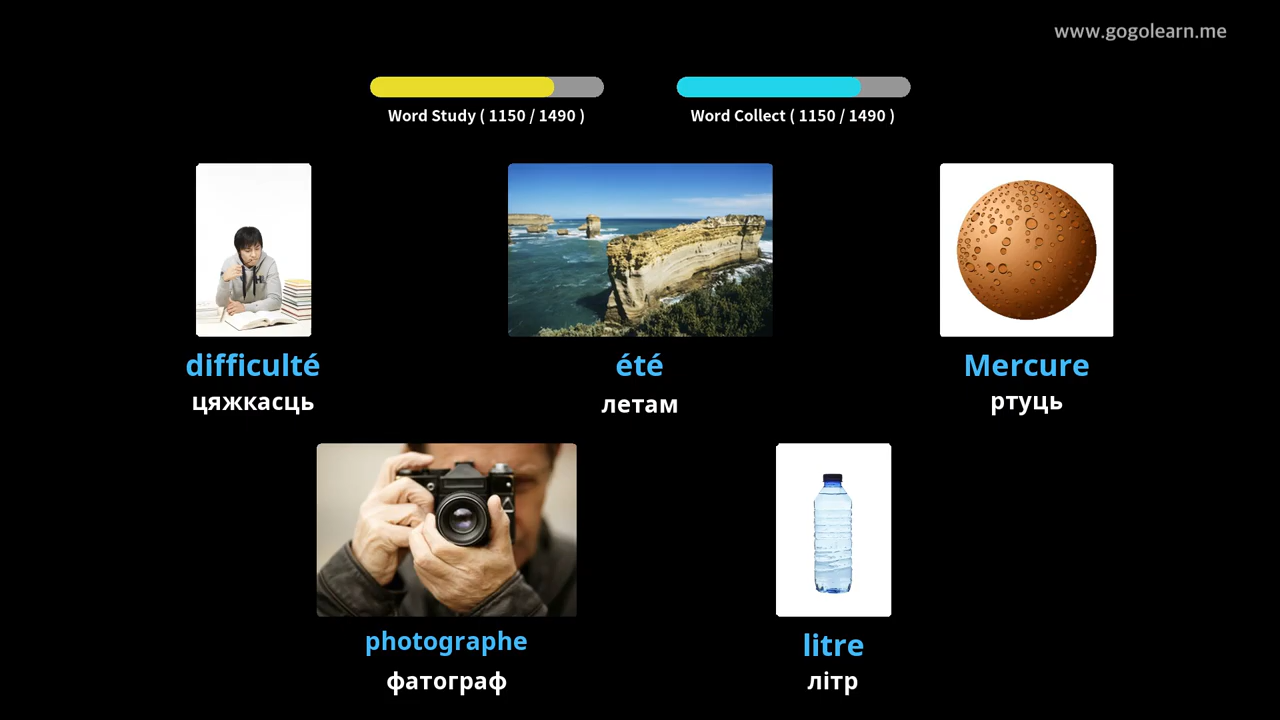 www.gogolearn.me
Word Study ( 1150 / 1490 )
Word Collect ( 1150 / 1490 )
difficulté
цяжкасць
été
летам
Mercure
ртуць
photographe
фатограф
litre
літр